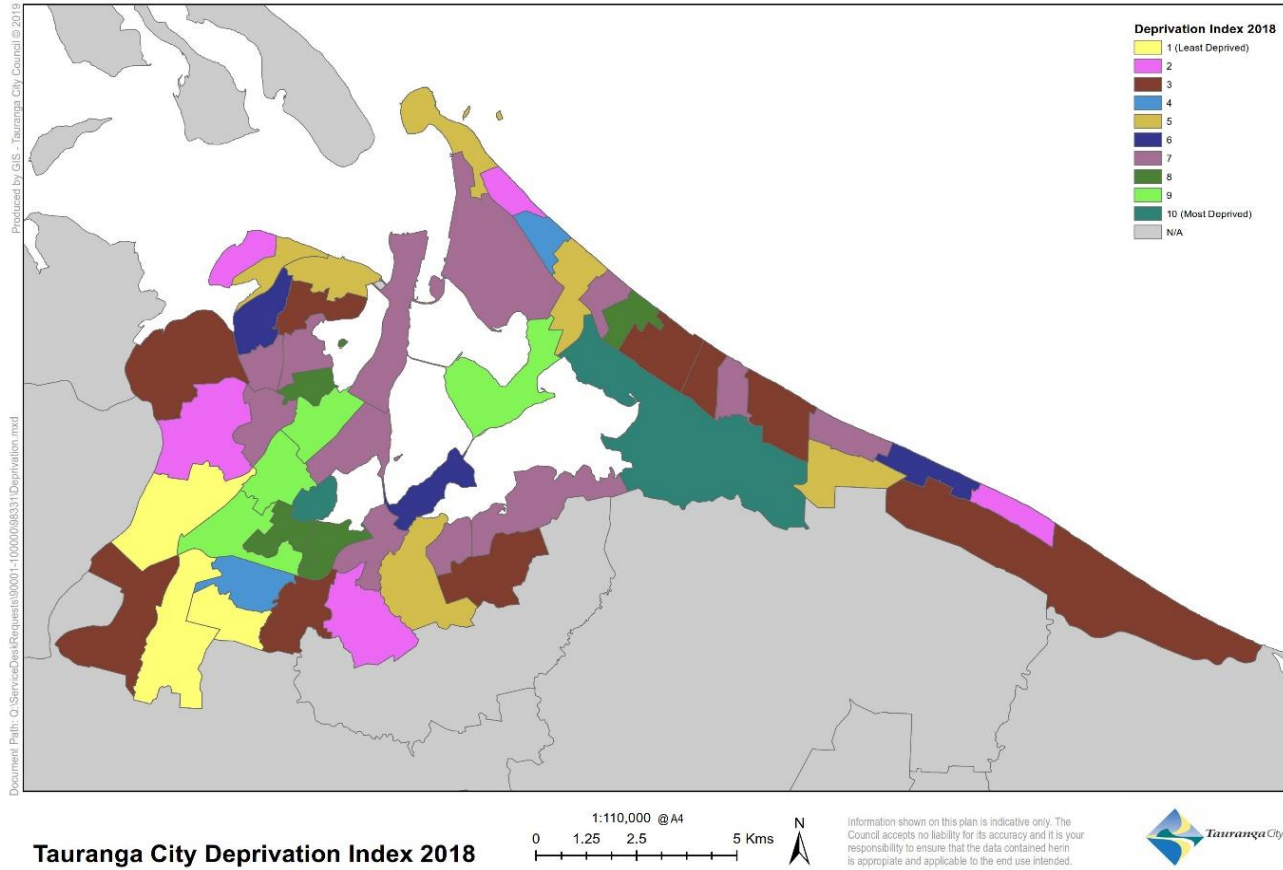 Produced by GIS - Tauranga City Council © 2019
Document Path: Q:\ServiceDeskRequests\90001-100000\98331\Deprivation.mxd
Deprivation Index 2018
1 (Least Deprived)
2
3
4
5
6
7
8
9
10 (Most Deprived)
N/A
Tauranga City Deprivation Index 2018
1:110,000 @A4
0 1.25 2.5 5 Kms
N
Information shown on this plan is indicative only. The
Council accepts no liability for its accuracy and it is your
responsibility to ensure that the data contained herin
is appropiate and applicable to the end use intended.
Tauranga City